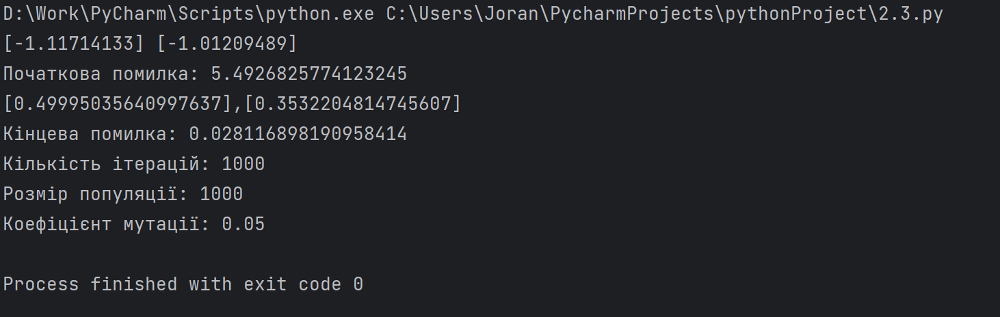 D:\Work\PyCharm\Scripts\python.exe C:\Users\Joran\PycharmProjects\pythonProject\2.3.py
[-1.11714133] [-1.01209489]
Початкова помилка: 5.4926825774123245
[0.49995035640997637],[0.3532204814745607]
Кінцева помилка: 0.028116898190958414
Кількість ітерацій: 1000
Розмір популяції: 1000
Коефіцієнт мутації: 0.05
Process finished with exit code 0